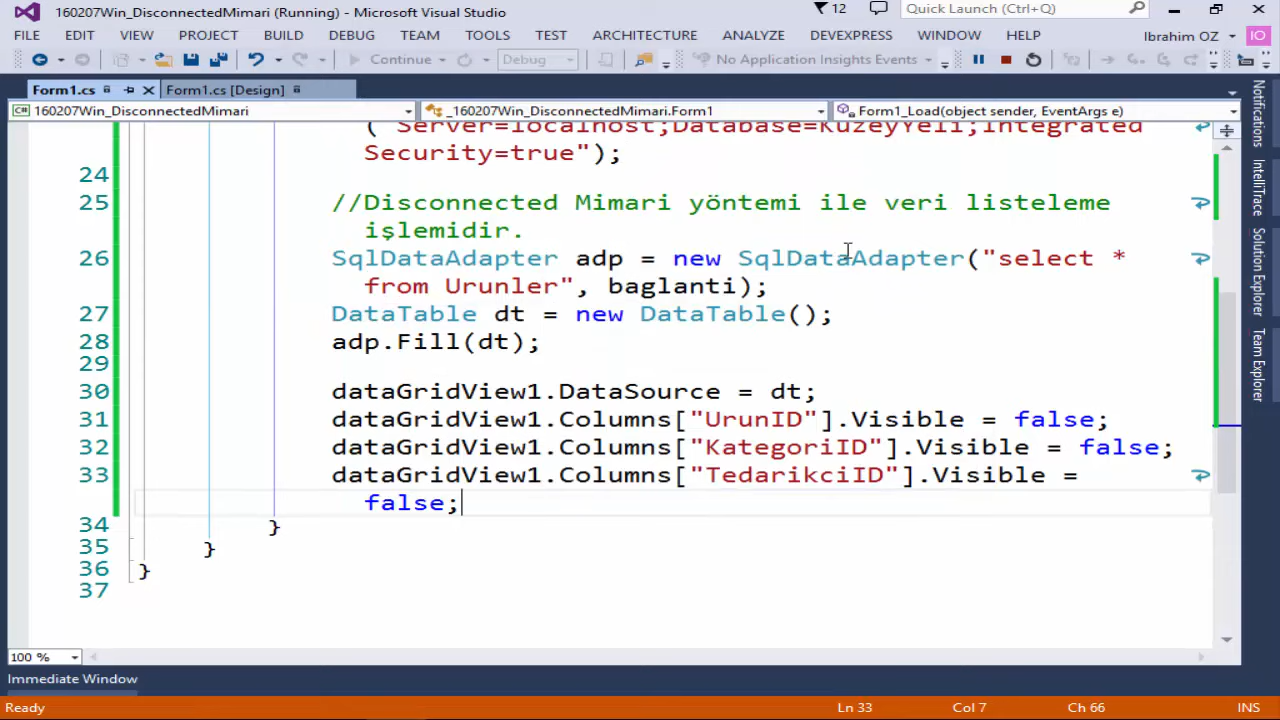 160207Win_DisconnectedMimari (Running) - Microsoft Visual Studio
12
Quick Launch (Ctrl+Q)
FILE EDIT VIEW PROJECT BUILD DEBUG TEAM TOOLS TEST ARCHITECTURE ANALYZE DEVEXPRESS WINDOW HELP
Ibrahim OZ
IO
Continue
Debug
No Application Insights Events
Form1.cs
Form1.cs [Design]
160207Win_DisconnectedMimari
_160207Win_DisconnectedMimari.Form1
Form1_Load(object sender, EventArgs e)
("Server=localhost;Database=KuzeyYeli;Integrated
Security=true");
24
25 //Disconnected Mimari yöntemi ile veri listeleme
işlemidir.
26 SqlDataAdapter adp = new SqlDataAdapter("select *
from Urunler", baglanti);
27 DataTable dt = new DataTable();
28 adp.Fill(dt);
29
30 dataGridView1.DataSource = dt;
31 dataGridView1.Columns["UrunID"].Visible = false;
32 dataGridView1.Columns["KategoriID"].Visible = false;
33 dataGridView1.Columns["TedarikciID"].Visible =
false;
34 }
35 }
36 }
37
Notifications
IntelliTrace
Solution Explorer
Team Explorer
100 %
Immediate Window
Ready
Ln 33
Col 7
Ch 66
INS